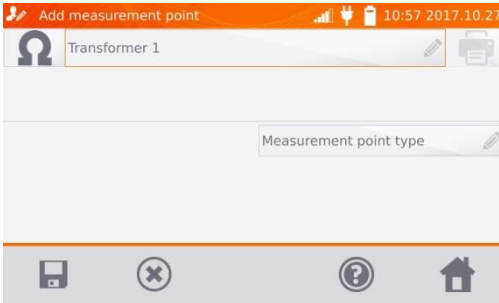 Add measurement point
10:57 2017.10.27
Ω
Transformer 1
Measurement point type
?